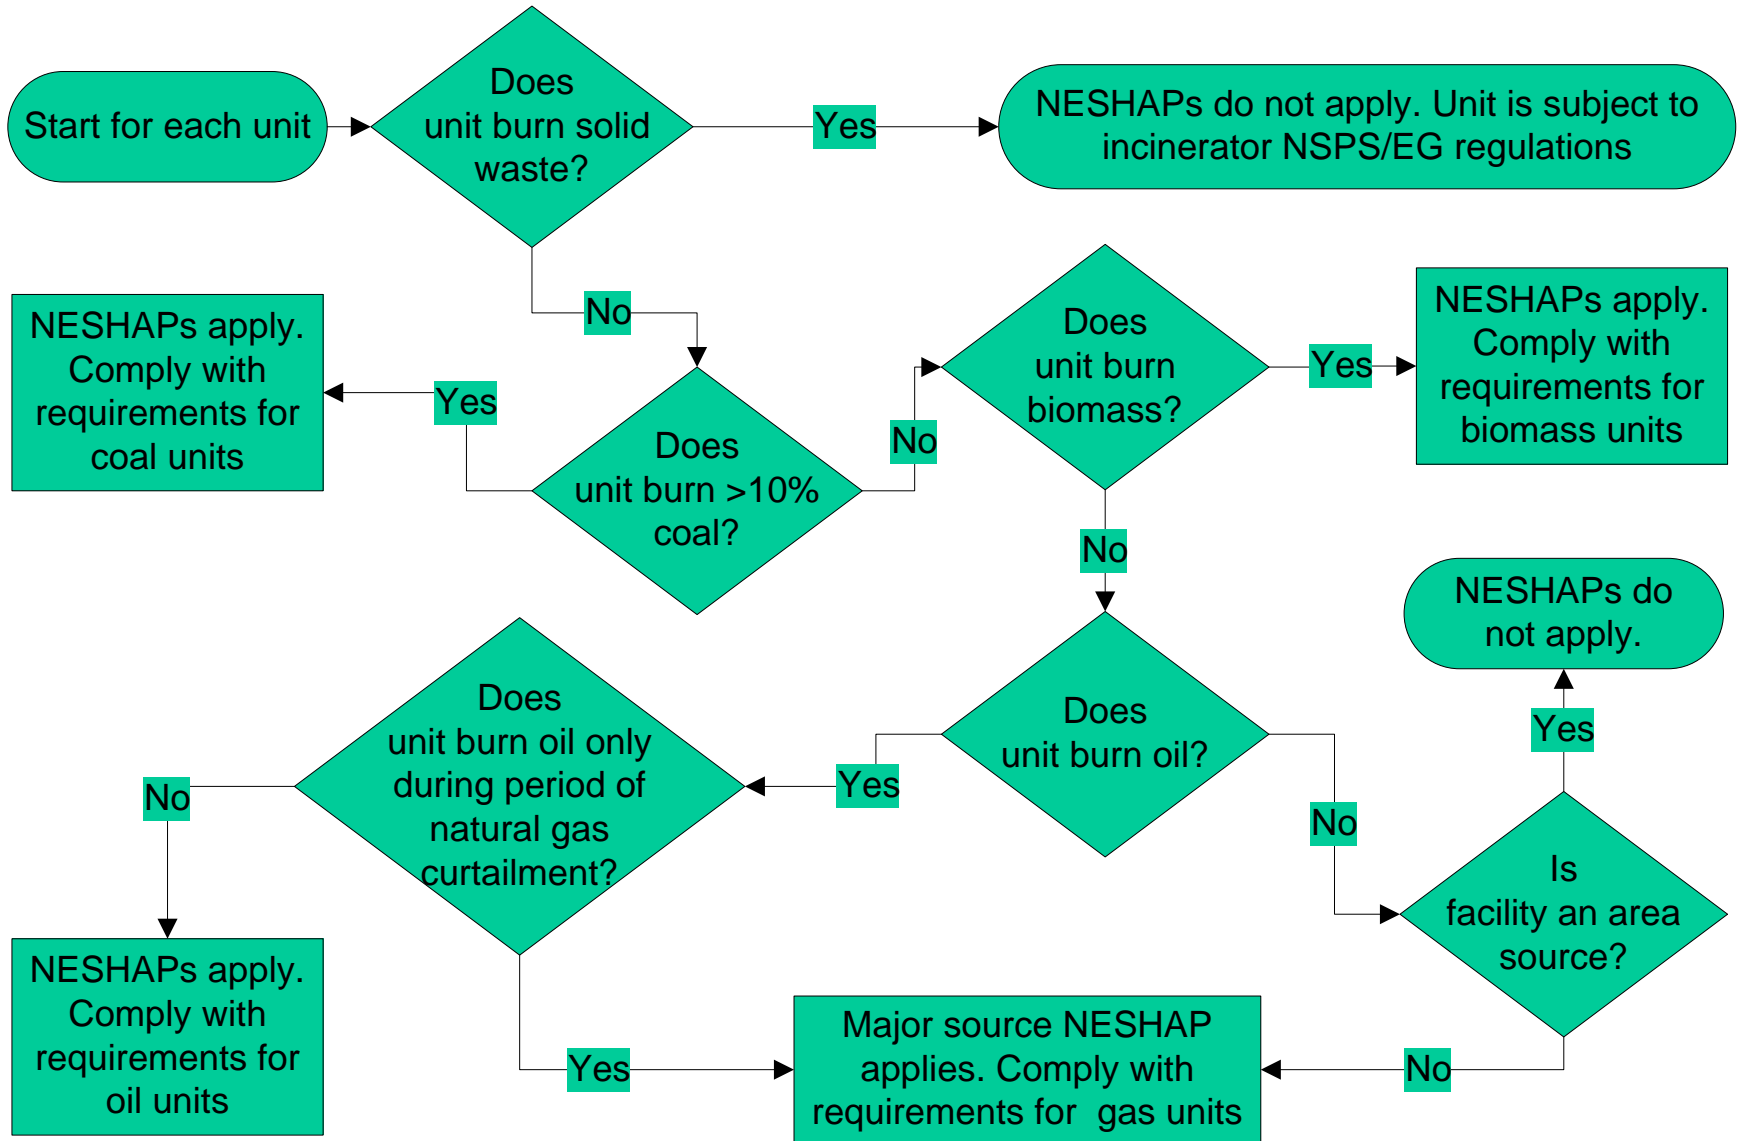 Start for each unit
Does
unit burn solid
waste?
Yes
NESHAPs do not apply. Unit is subject to
incinerator NSPS/EG regulations
No
NESHAPs apply.
Comply with
requirements for
coal units
Yes
Does
unit burn >10%
coal?
No
Does
unit burn
biomass?
Yes
NESHAPs apply.
Comply with
requirements for
biomass units
No
Does
unit burn oil?
Yes
Does
unit burn oil only
during period of
natural gas
curtailment?
No
NESHAPs apply.
Comply with
requirements for
oil units
Yes
Major source NESHAP
applies. Comply with
requirements for  gas units
No
Is
facility an area
source?
Yes
NESHAPs do
not apply.
No